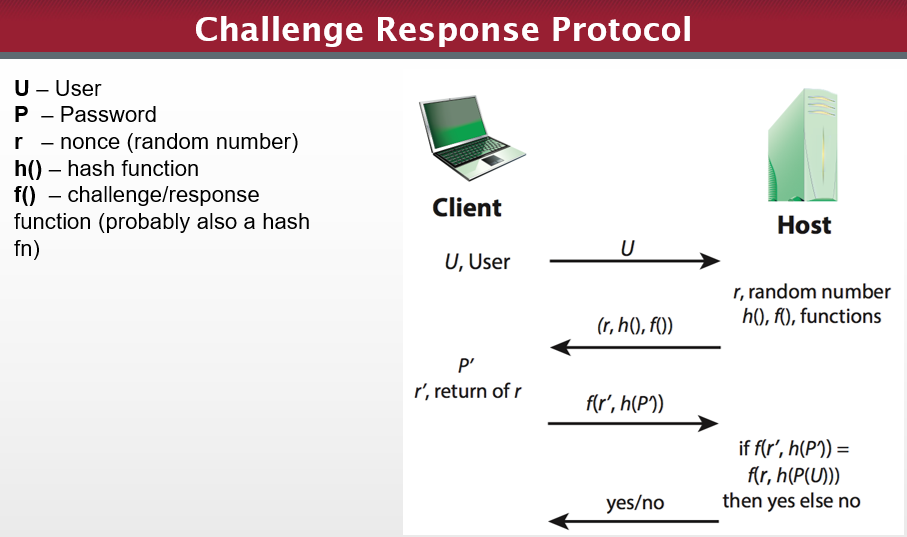 Challenge Response Protocol
U – User
P – Password
r – nonce (random number)
h() – hash function
f() – challenge/response
function (probably also a hash
fn)
Client
Host
U, User
U
r, random number
h(), f(), functions
(r, h(), f())
P′
r′, return of r
f(r′, h(P′))
if f(r′, h(P′)) =
f(r, h(P(U)))
then yes else no
yes/no